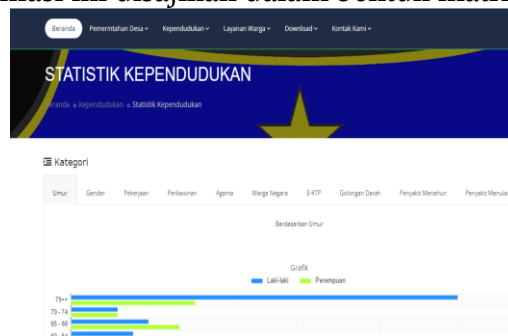 Beranda Pemerintahan Desa Kependudukan Layanan Warga Download Kontak Kami
STATISTIK KEPENDUDUKAN
Beranda Kependudukan Statistik Kependudukan
Kategori
Umur Gender Pekerjaan Perkawinan Agama Warga Negara E-KTP Golongan Darah Penyakit Menahun Penyakit Menular
Berdasarkan Umur
Grafik
Laki-laki Perempuan
75++
70 - 74
65 - 69